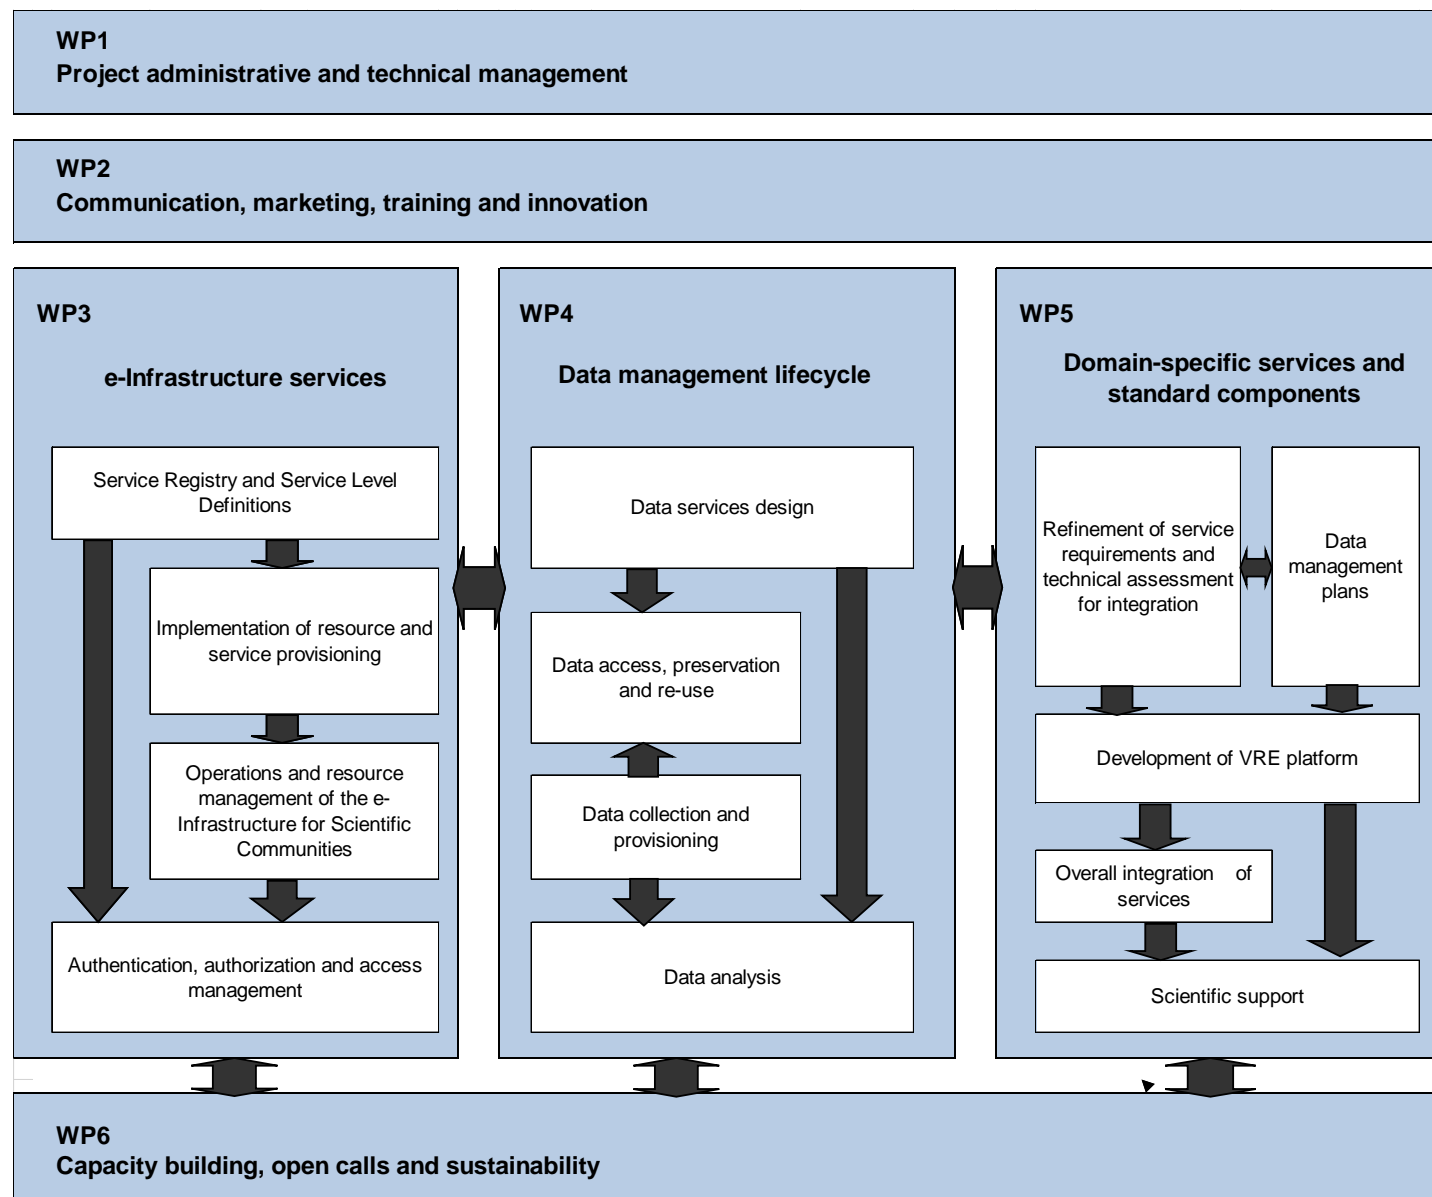 WP1
Project administrative and technical management
WP2
Communication, marketing, training and innovation
WP3
e-Infrastructure services
Service Registry and Service Level
Definitions
Implementation of resource and
service provisioning
Operations and resource
management of the e-
Infrastructure for Scientific
Communities
Authentication, authorization and access
management
WP4
Data management lifecycle
Data services design
Data access, preservation
and re-use
Data collection and
provisioning
Data analysis
WP5
Domain-specific services and
standard components
Refinement of service
requirements and
technical assessment
for integration
Data
management
plans
Development of VRE platform
Overall integration of
services
Scientific support
WP6
Capacity building, open calls and sustainability